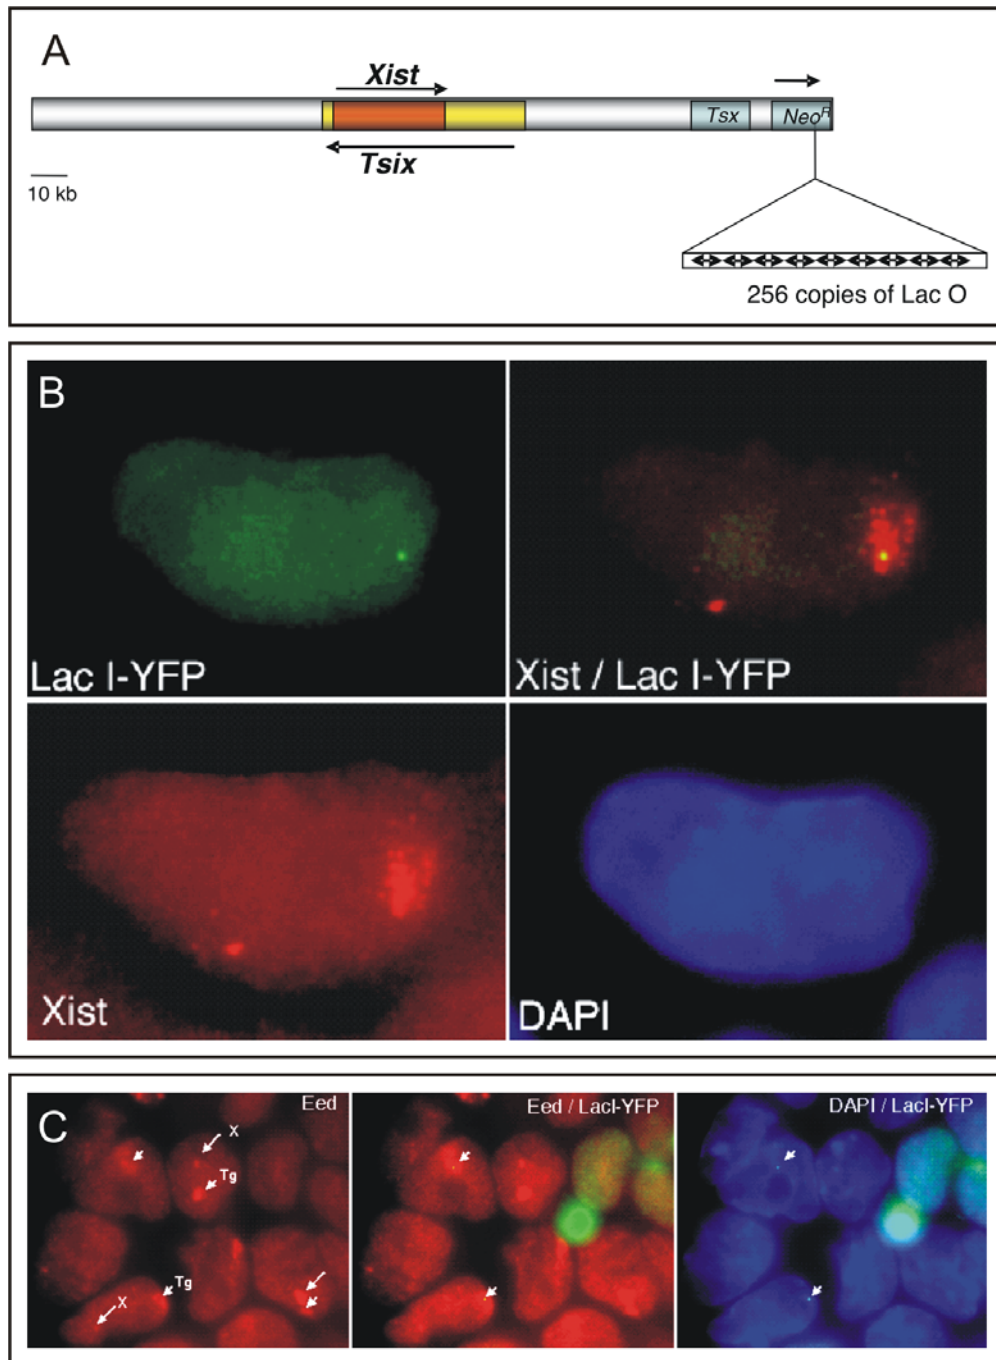 A
Xist
Tsx
Neo^R
Tsix
10 kb
256 copies of Lac O
B
Lac I-YFP
Xist / Lac I-YFP
Xist
DAPI
C
Eed
X
Tg
Tg
X
Eed / LacI-YFP
DAPI / LacI-YFP